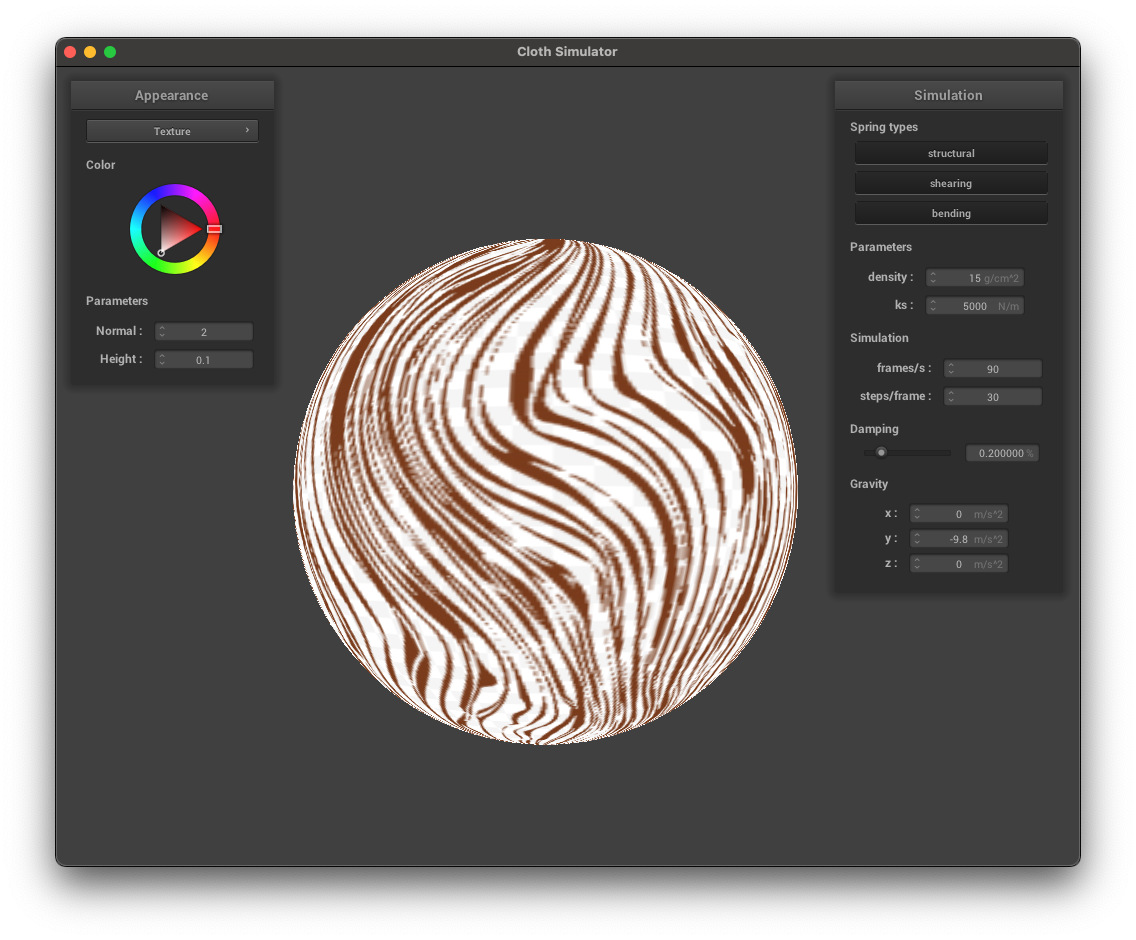 Cloth Simulator
Appearance
Texture
Color
Parameters
Normal : 2
Height : 0.1
Simulation
Spring types
structural
shearing
bending
Parameters
density : 15 g/cm^2
ks : 5000 N/m
Simulation
frames/s : 90
steps/frame : 30
Damping
0.200000 %
Gravity
x : 0 m/s^2
y : -9.8 m/s^2
z : 0 m/s^2